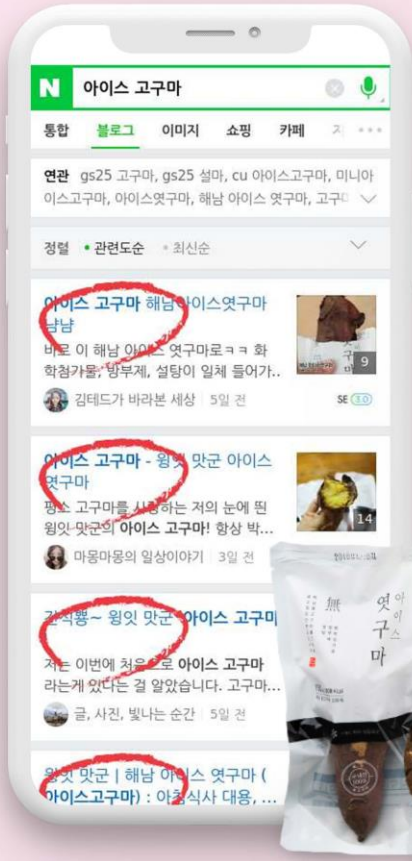 N 아이스 고구마
통합 블로그 이미지 쇼핑 카페
연관 gs25 고구마, gs25 설마, cu 아이스고구마, 미니아
이스고구마, 아이스엿구마, 해남 아이스 엿구마,
정렬 • 관련도순 • 최신순
아이스 고구마 해남아이스엿구마
냠냠
바로 이 해남 아이스 엿구마로ㅋㅋ 화
학첨가물, 방부제, 설탕이 일체 들어가..
9
김테드가 바라본 세상 5일 전
SE 3.0
아이스 고구마 - 윙잇 맛군 아이스
엿구마
평소 고구마를 사랑하는 저의 눈에 띈
윙잇 맛군의 아이스 고구마! 항상 박...
14
마몽마몽의 일상이야기 3일 전
간식뿅~ 윙잇 맛군 아이스 고구마
저는 이번에 처음으로 아이스 고구마
라는게 있다는 걸 알았습니다. 고구마...
글, 사진, 빛나는 순간 5일 전
윙잇 맛군 | 해남 아이스 엿구마 (
아이스고구마) : 아침식사 대용, ...
無
아이스
엿구마